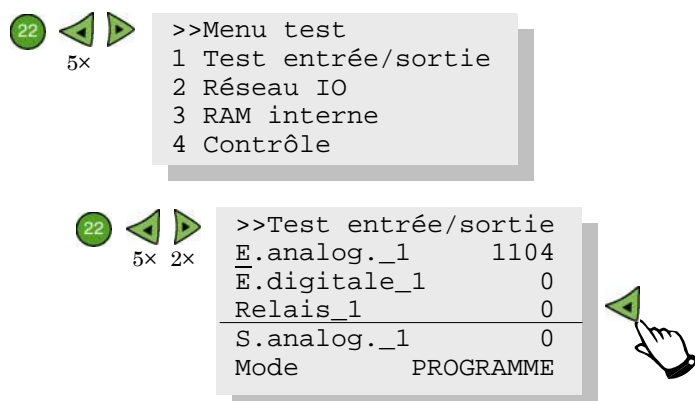 22
5×
>>Menu test
1 Test entrée/sortie
2 Réseau IO
3 RAM interne
4 Contrôle
22
5× 2×
>>Test entrée/sortie
E.analog._1 1104
E.digitale_1 0
Relais_1 0
S.analog._1 0
Mode PROGRAMME